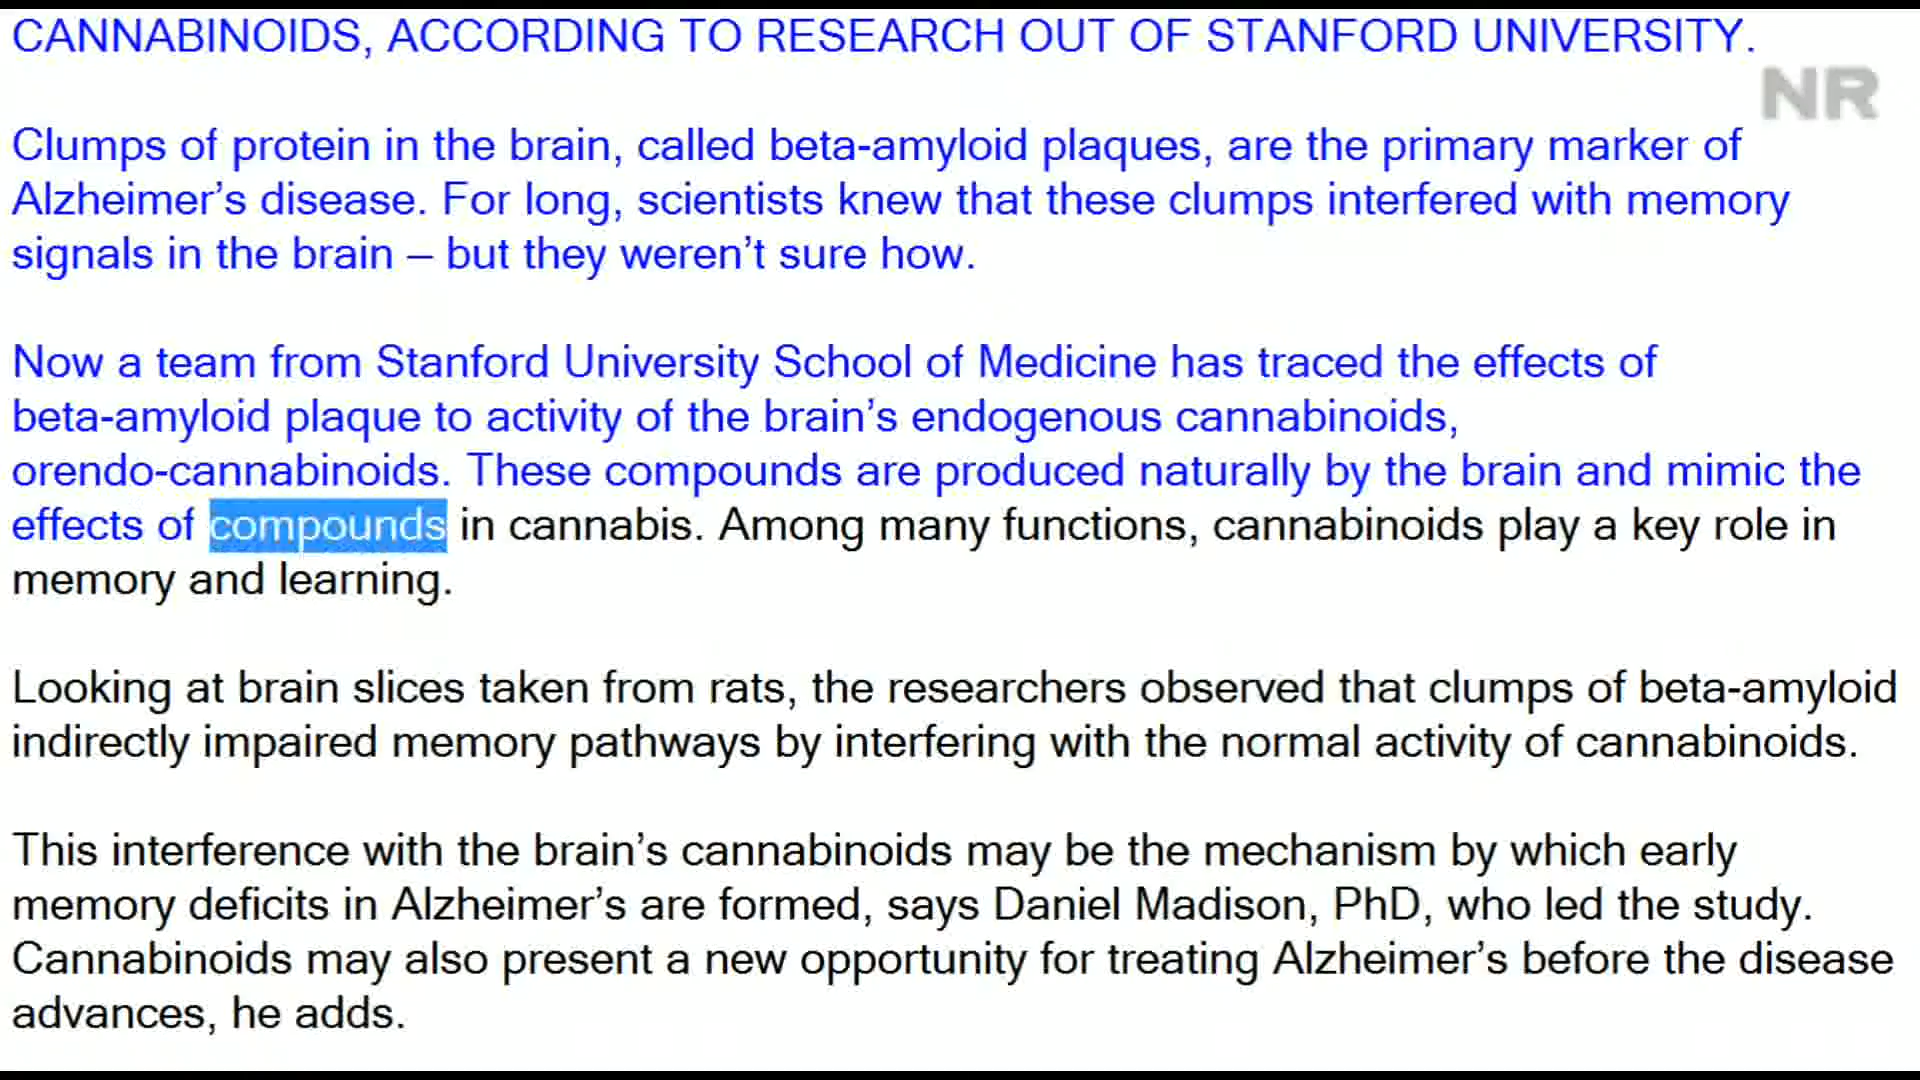 CANNABINOIDS, ACCORDING TO RESEARCH OUT OF STANFORD UNIVERSITY.
NR
Clumps of protein in the brain, called beta-amyloid plaques, are the primary marker of
Alzheimer’s disease. For long, scientists knew that these clumps interfered with memory
signals in the brain – but they weren’t sure how.
Now a team from Stanford University School of Medicine has traced the effects of
beta-amyloid plaque to activity of the brain’s endogenous cannabinoids,
orendo-cannabinoids. These compounds are produced naturally by the brain and mimic the
effects of compounds in cannabis. Among many functions, cannabinoids play a key role in
memory and learning.
Looking at brain slices taken from rats, the researchers observed that clumps of beta-amyloid
indirectly impaired memory pathways by interfering with the normal activity of cannabinoids.
This interference with the brain’s cannabinoids may be the mechanism by which early
memory deficits in Alzheimer’s are formed, says Daniel Madison, PhD, who led the study.
Cannabinoids may also present a new opportunity for treating Alzheimer’s before the disease
advances, he adds.